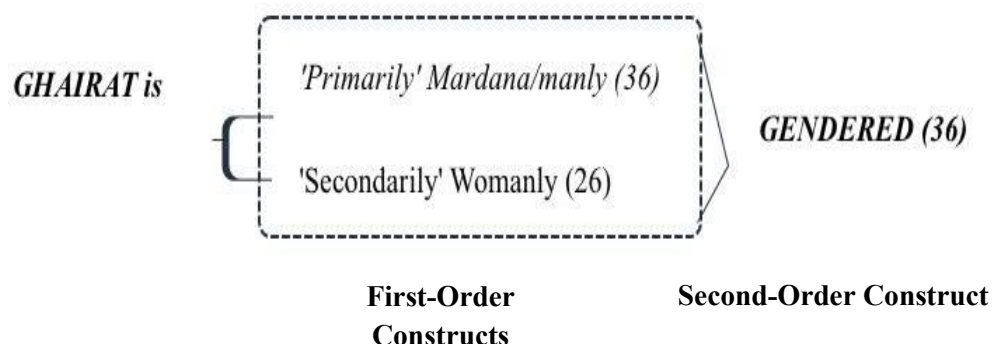 GHAIRAT is
'Primarily' Mardana/manly (36)
'Secondarily' Womanly (26)
GENDERED (36)
First-Order
Constructs
Second-Order Construct